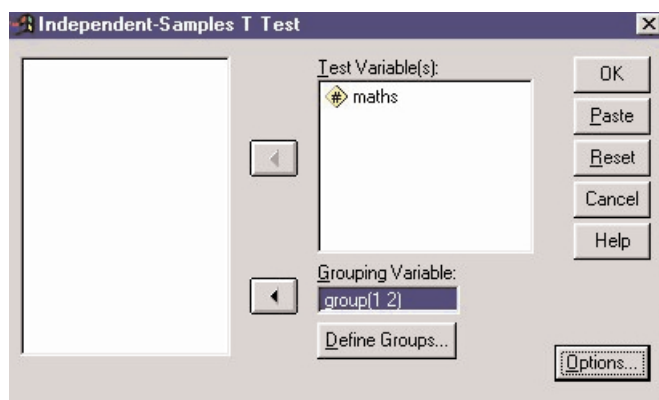 Independent-Samples T Test
Test Variable(s):
# maths
Grouping Variable:
group(1 2)
Define Groups...
OK
Paste
Reset
Cancel
Help
Options...